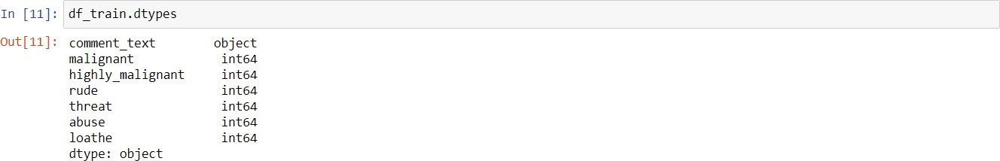 In [11]: df_train.dtypes
Out[11]: comment_text object
malignant int64
highly_malignant int64
rude int64
threat int64
abuse int64
loathe int64
dtype: object